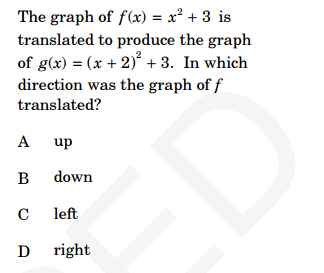 The graph of f(x) = x² + 3 is
translated to produce the graph
of g(x) = (x + 2)² + 3. In which
direction was the graph of f
translated?
A up
B down
C left
D right